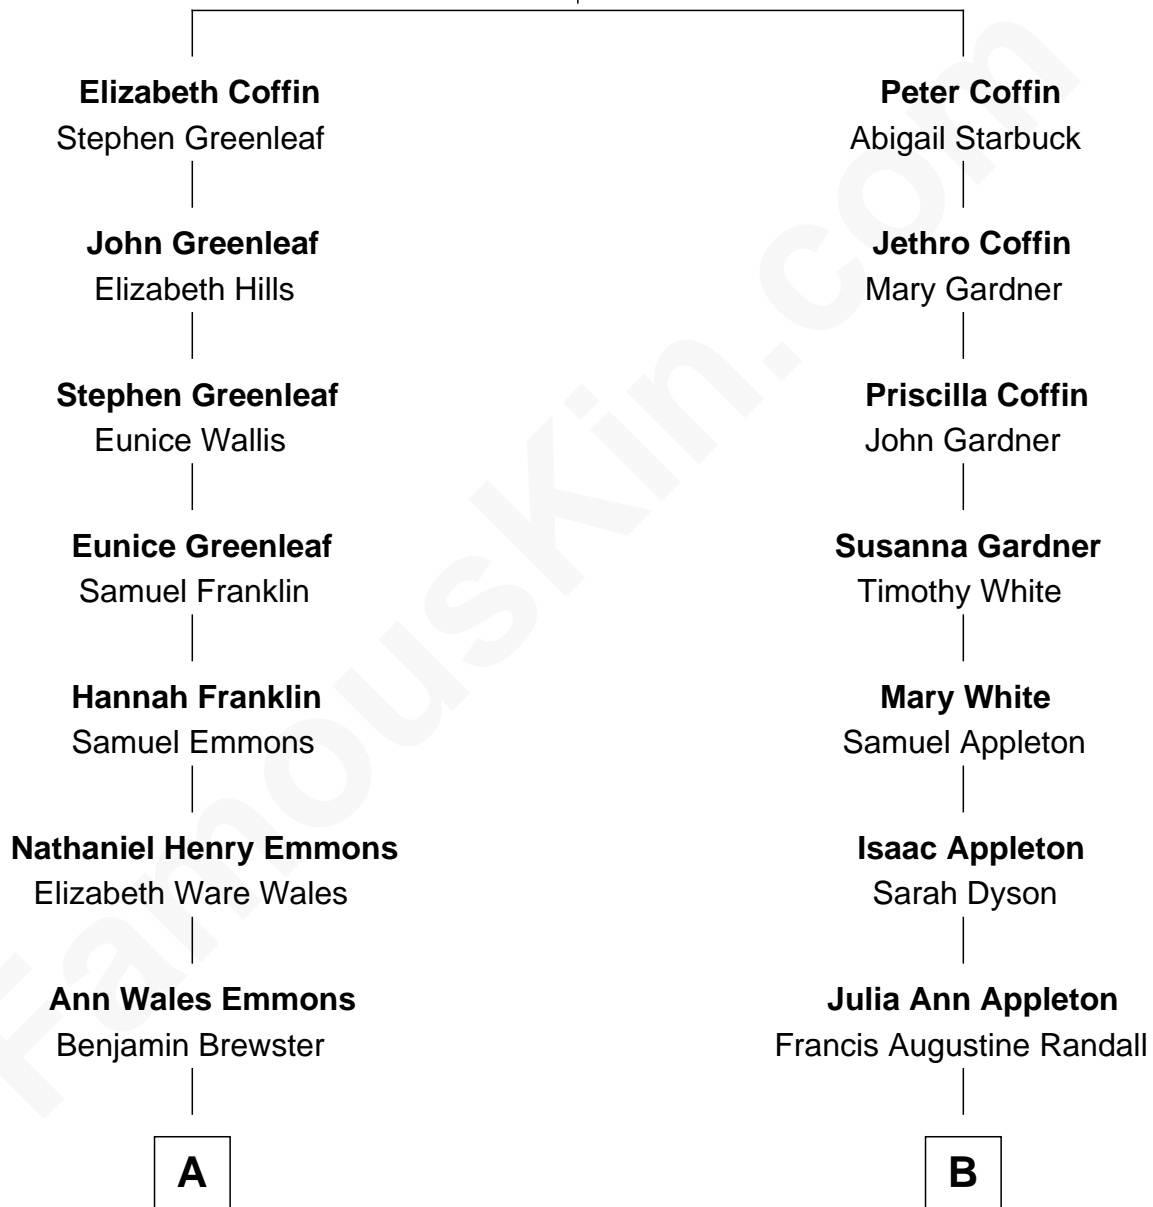 Elizabeth Coffin
Stephen Greenleaf
John Greenleaf
Elizabeth Hills
Stephen Greenleaf
Eunice Wallis
Eunice Greenleaf
Samuel Franklin
Hannah Franklin
Samuel Emmons
Nathaniel Henry Emmons
Elizabeth Ware Wales
Ann Wales Emmons
Benjamin Brewster
A
Peter Coffin
Abigail Starbuck
Jethro Coffin
Mary Gardner
Priscilla Coffin
John Gardner
Susanna Gardner
Timothy White
Mary White
Samuel Appleton
Isaac Appleton
Sarah Dyson
Julia Ann Appleton
Francis Augustine Randall
B
FamousKin.com